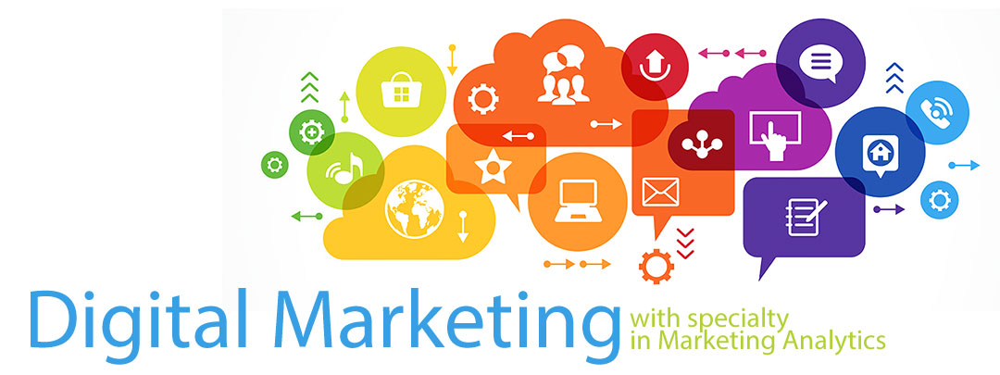 Digital Marketing
with specialty
in Marketing Analytics